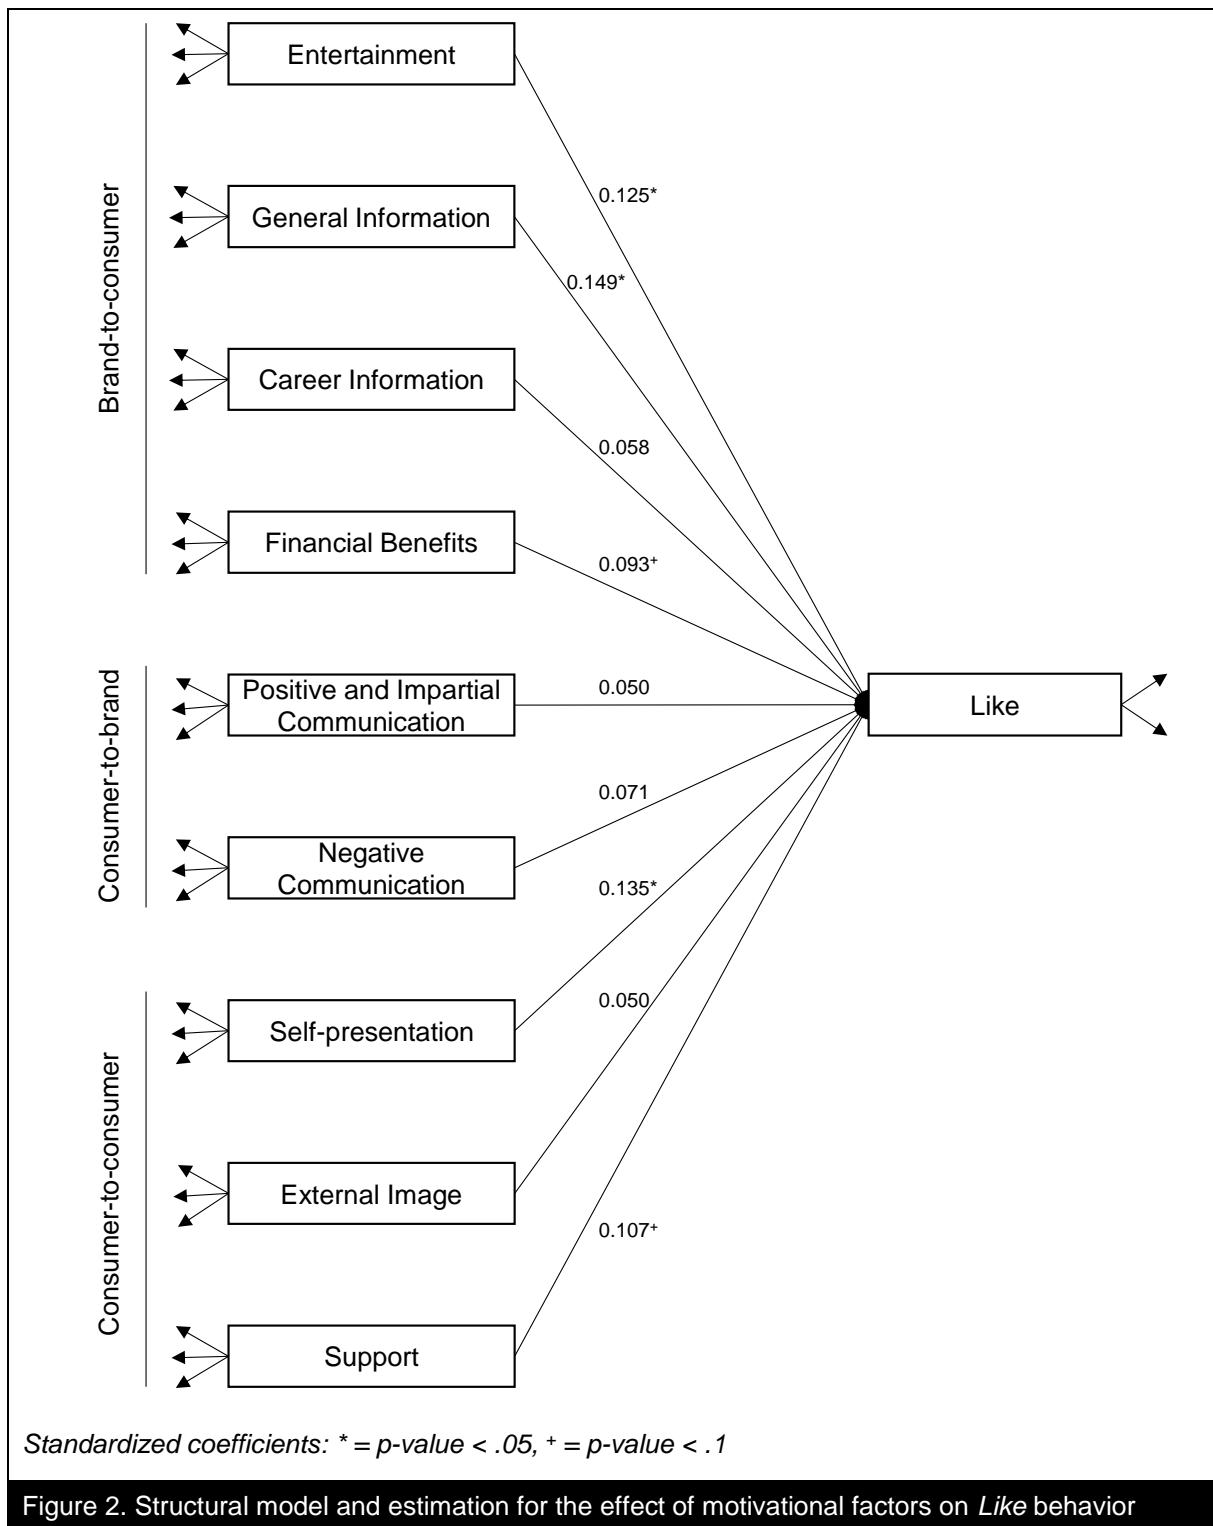 Brand-to-consumer
Entertainment
0.125*
General Information
0.149*
Career Information
0.058
Financial Benefits
0.093+
Consumer-to-brand
Positive and Impartial
Communication
0.050
Like
Negative
Communication
0.071
Consumer-to-consumer
Self-presentation
0.135*
External Image
0.050
Support
0.107+
Standardized coefficients: * = p-value < .05, + = p-value < .1
Figure 2. Structural model and estimation for the effect of motivational factors on Like behavior